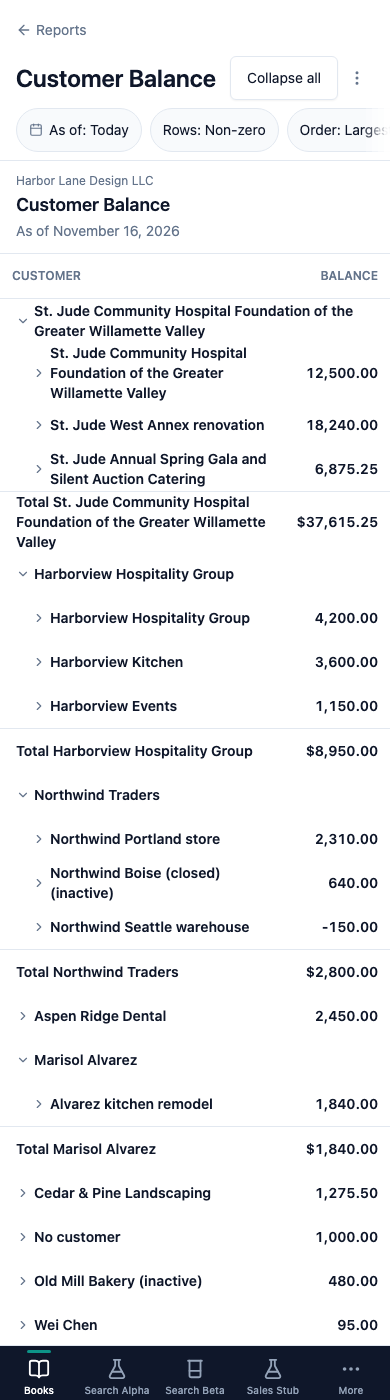 Reports
Customer Balance
Collapse all
As of: Today
Rows: Non-zero
Order: Larges
Harbor Lane Design LLC
Customer Balance
As of November 16, 2026
CUSTOMER BALANCE
St. Jude Community Hospital Foundation of the
Greater Willamette Valley
St. Jude Community Hospital
Foundation of the Greater
Willamette Valley
12,500.00
St. Jude West Annex renovation 18,240.00
St. Jude Annual Spring Gala and
Silent Auction Catering
6,875.25
Total St. Jude Community Hospital
Foundation of the Greater Willamette
Valley
$37,615.25
Harborview Hospitality Group
Harborview Hospitality Group 4,200.00
Harborview Kitchen 3,600.00
Harborview Events 1,150.00
Total Harborview Hospitality Group $8,950.00
Northwind Traders
Northwind Portland store 2,310.00
Northwind Boise (closed)
(inactive)
640.00
Northwind Seattle warehouse -150.00
Total Northwind Traders $2,800.00
Aspen Ridge Dental 2,450.00
Marisol Alvarez
Alvarez kitchen remodel 1,840.00
Total Marisol Alvarez $1,840.00
Cedar & Pine Landscaping 1,275.50
No customer 1,000.00
Old Mill Bakery (inactive) 480.00
Wei Chen 95.00
Books
Search Alpha
Search Beta
Sales Stub
More